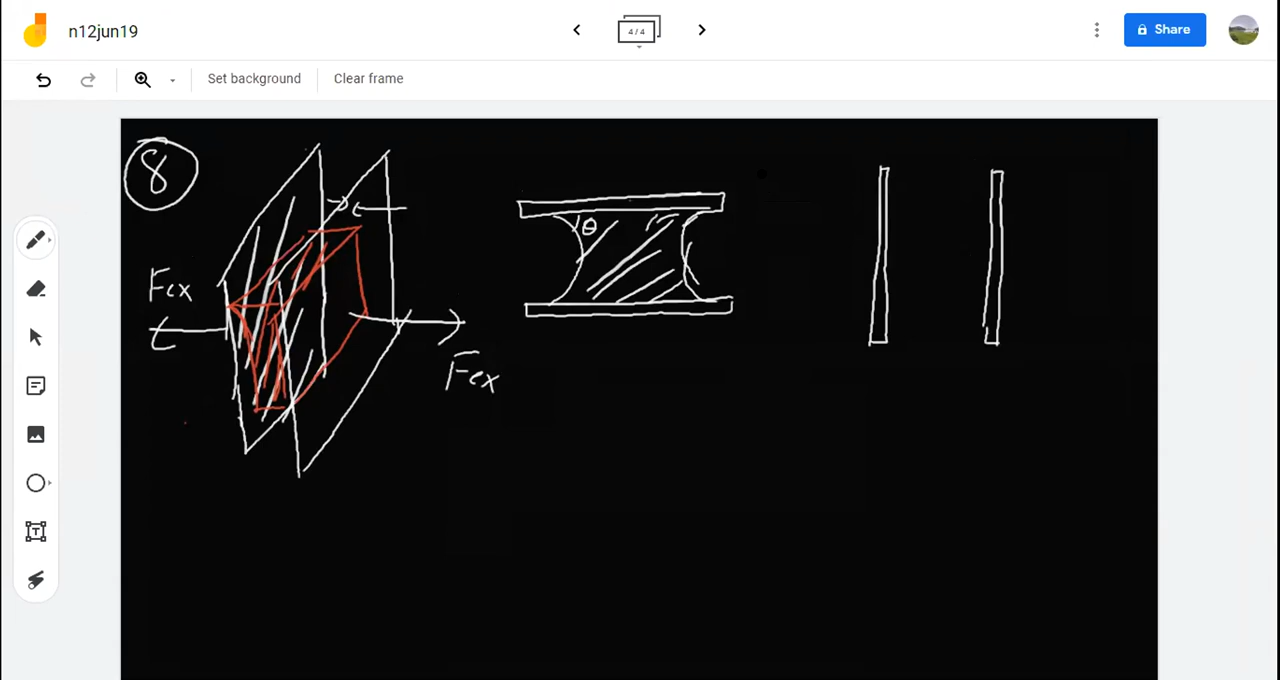 n12jun19
4 / 4
Share
Set background
Clear frame
8
Fex
θ
Fex